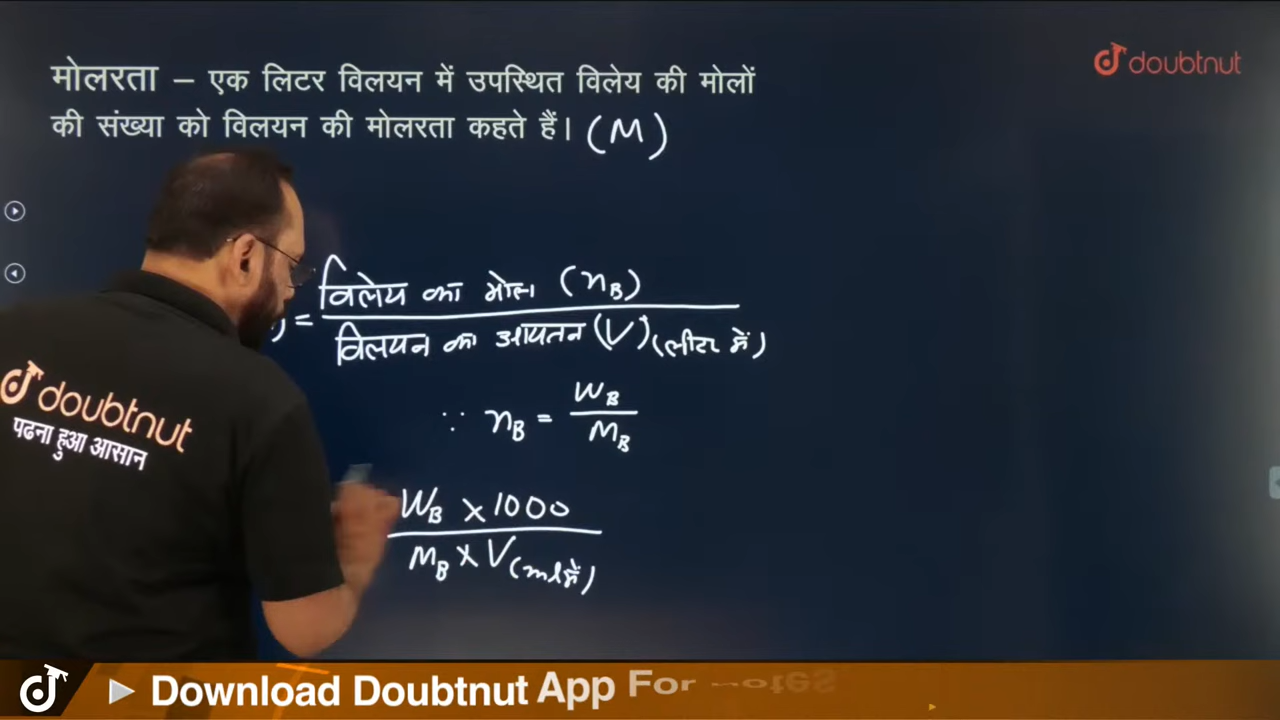 मोलरता – एक लिटर विलयन में उपस्थित विलेय की मोलों
की संख्या को विलयन की मोलरता कहते हैं। (M)
doubtnut
विलेय का मोल (nB)
) =
विलयन का आयतन (V) (लीटर में)
∵ nB = WB / MB
WB × 1000
MB × V (ml में)
doubtnut
पढना हुआ आसान
Download Doubtnut App For